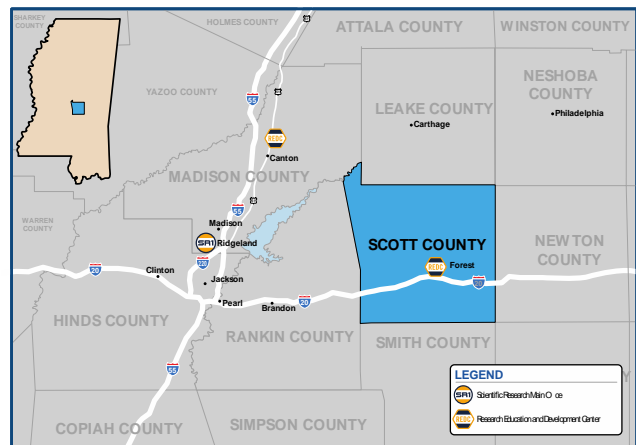 SHARKEY
COUNTY
HOLMES COUNTY
ATTALA COUNTY
WINSTON COUNTY
YAZOO COUNTY
55
NESHOBA
COUNTY
LEAKE COUNTY
Philadelphia
Carthage
REDC
Canton
MADISON COUNTY
WARREN
COUNTY
55
Madison
SR1
Ridgeland
SCOTT COUNTY
NEWTON
COUNTY
220
REDC
Forest
20
Clinton
20
Jackson
Pearl
Brandon
20
HINDS COUNTY
RANKIN COUNTY
SMITH COUNTY
55
LEGEND
SR1 Scientific Research Main O ce
REDC Research Education and Development Center
COPIAH COUNTY
SIMPSON COUNTY